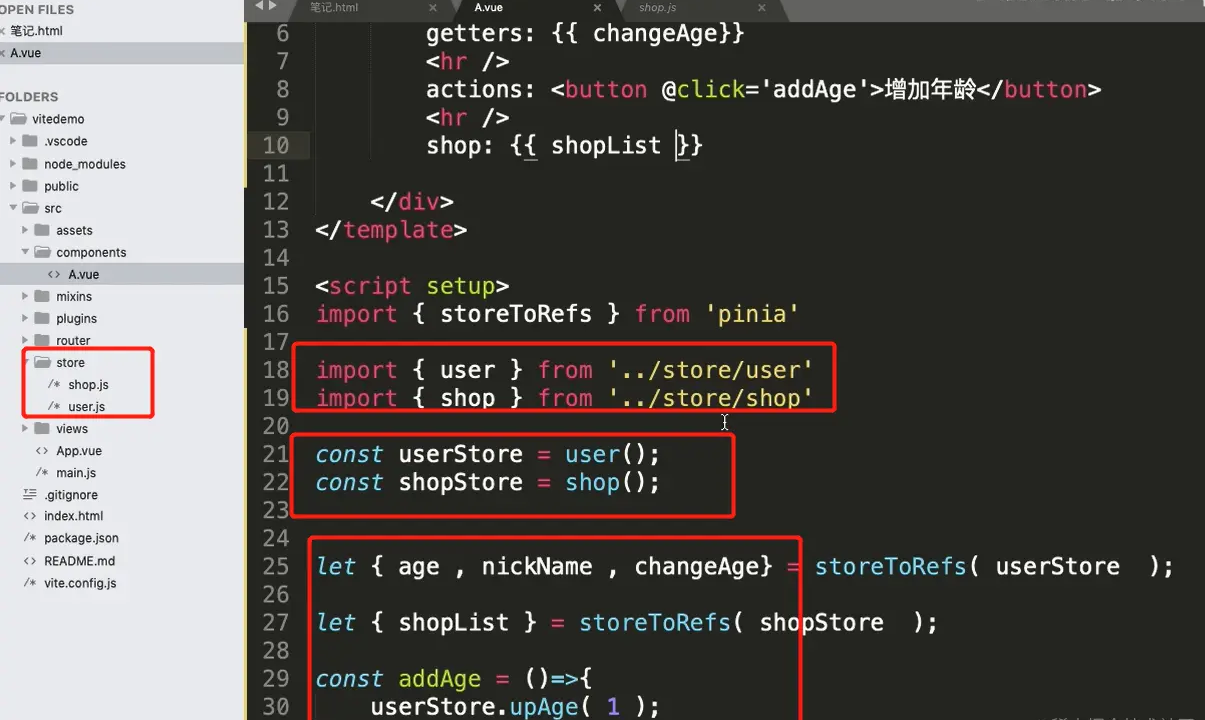 OPEN FILES
笔记.html
A.vue
FOLDERS
vitedemo
.vscode
node_modules
public
src
assets
components
A.vue
mixins
plugins
router
store
shop.js
user.js
views
App.vue
main.js
.gitignore
index.html
package.json
README.md
vite.config.js
笔记.html A.vue shop.js
6 getters: {{ changeAge}}
7 <hr />
8 actions: <button @click='addAge'>增加年龄</button>
9 <hr />
10 shop: {{ shopList }}
11
12 </div>
13 </template>
14
15 <script setup>
16 import { storeToRefs } from 'pinia'
17
18 import { user } from '../store/user'
19 import { shop } from '../store/shop'
20
21 const userStore = user();
22 const shopStore = shop();
23
24
25 let { age , nickName , changeAge} = storeToRefs( userStore );
26
27 let { shopList } = storeToRefs( shopStore );
28
29 const addAge = ()=>{
30 userStore.upAge( 1 );